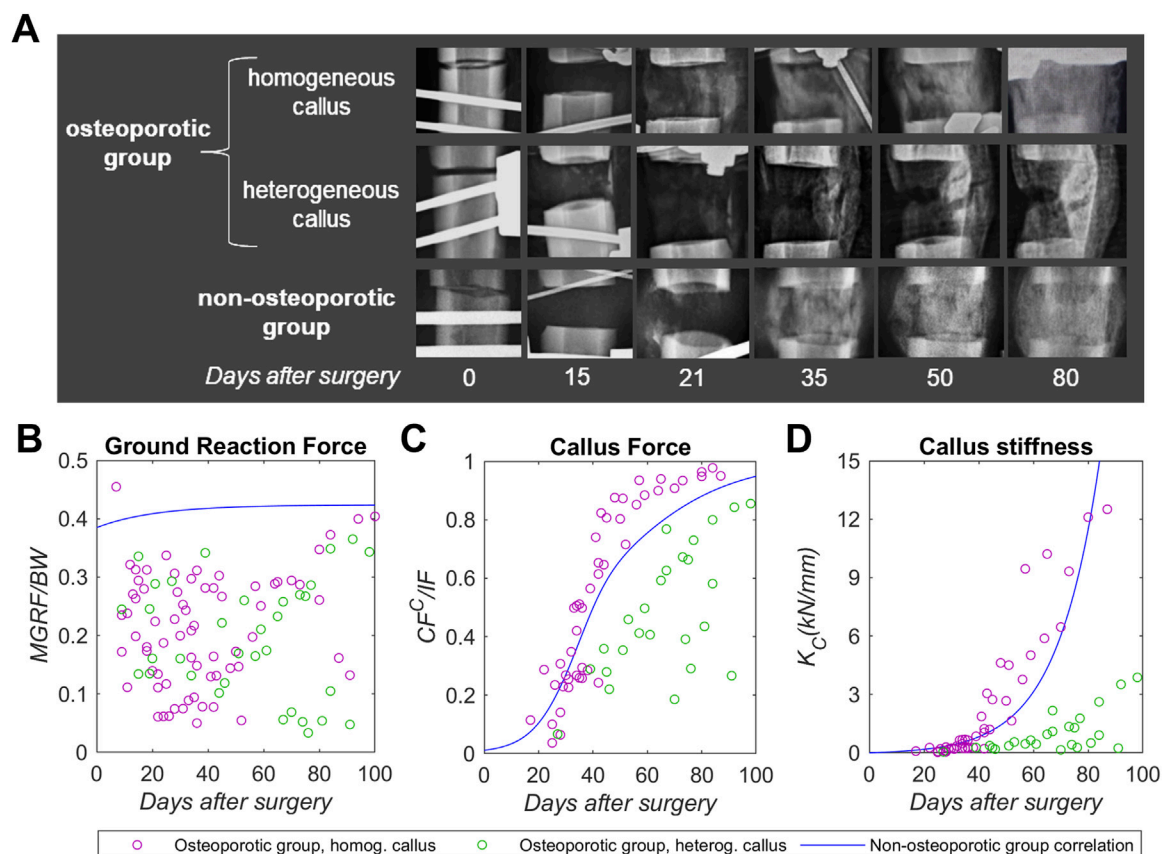 A
osteoporotic
group
homogeneous
callus
heterogeneous
callus
non-osteoporotic
group
Days after surgery 0 15 21 35 50 80
B Ground Reaction Force
0.5
0.4
0.3
0.2
0.1
0
MGRF/BW
0 20 40 60 80 100
Days after surgery
C Callus Force
1
0.8
0.6
0.4
0.2
0
CF^C/IF
0 20 40 60 80 100
Days after surgery
D Callus stiffness
15
12
9
6
3
0
K_C(kN/mm)
0 20 40 60 80 100
Days after surgery
Osteoporotic group, homog. callus Osteoporotic group, heterog. callus Non-osteoporotic group correlation